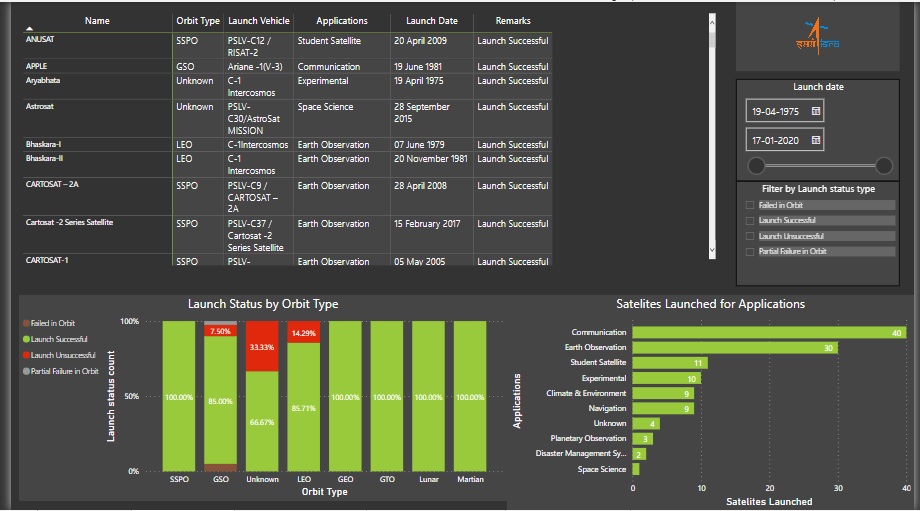 Name Orbit Type Launch Vehicle Applications Launch Date Remarks
ANUSAT SSPO PSLV-C12 / Student Satellite 20 April 2009 Launch Successful
RISAT-2
APPLE GSO Ariane -1(V-3) Communication 19 June 1981 Launch Successful
Aryabhata Unknown C-1 Experimental 19 April 1975 Launch Successful
Intercosmos
Astrosat Unknown PSLV- Space Science 28 September Launch Successful
C30/AstroSat 2015
MISSION
Bhaskara-I LEO C-1Intercosmos Earth Observation 07 June 1979 Launch Successful
Bhaskara-II LEO C-1 Earth Observation 20 November 1981 Launch Successful
Intercosmos
CARTOSAT – 2A SSPO PSLV-C9 / Earth Observation 28 April 2008 Launch Successful
CARTOSAT –
2A
Cartosat -2 Series Satellite SSPO PSLV-C37 / Earth Observation 15 February 2017 Launch Successful
Cartosat -2
Series Satellite
CARTOSAT-1 SSPO PSLV- Earth Observation 05 May 2005 Launch Successful
इसरो isro
Launch date
19-04-1975
17-01-2020
Filter by Launch status type
Failed in Orbit
Launch Successful
Launch Unsuccessful
Partial Failure in Orbit
Launch Status by Orbit Type
Failed in Orbit
Launch Successful
Launch Unsuccessful
Partial Failure in Orbit
Launch status count
100%
50%
0%
7.50% 14.29%
33.33%
100.00% 85.00% 66.67% 85.71% 100.00% 100.00% 100.00% 100.00%
SSPO GSO Unknown LEO GEO GTO Lunar Martian
Orbit Type
Satelites Launched for Applications
Applications
Communication 40
Earth Observation 30
Student Satellite 11
Experimental 10
Climate & Environment 9
Navigation 9
Unknown 4
Planetary Observation 3
Disaster Management Sy... 2
Space Science
0 10 20 30 40
Satelites Launched